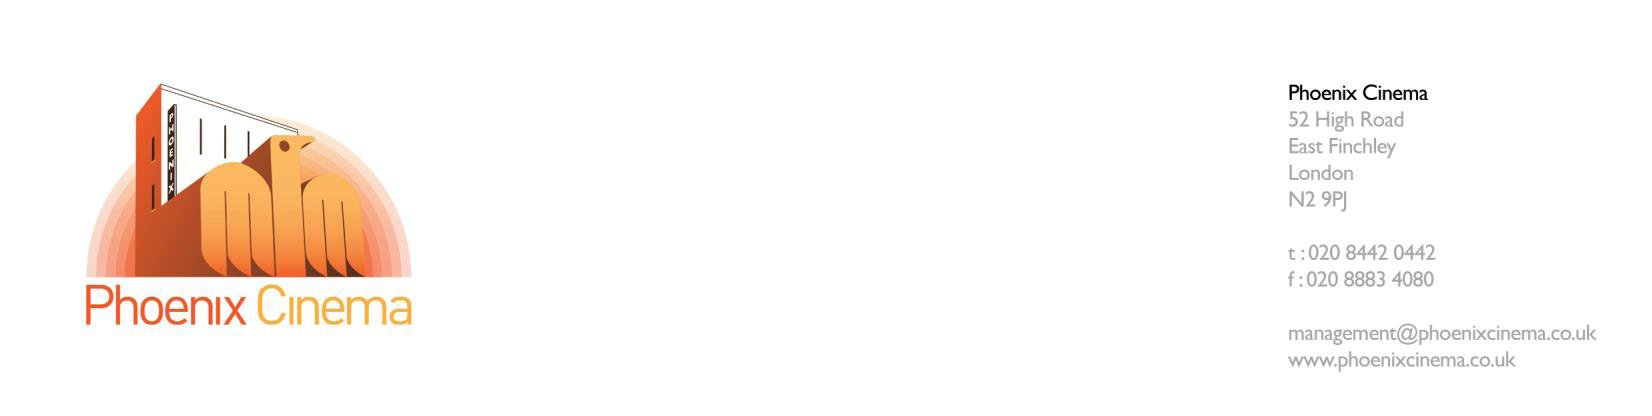 PHOENIX
Phoenix Cinema
Phoenix Cinema
52 High Road
East Finchley
London
N2 9PJ
t : 020 8442 0442
f : 020 8883 4080
management@phoenixcinema.co.uk
www.phoenixcinema.co.uk